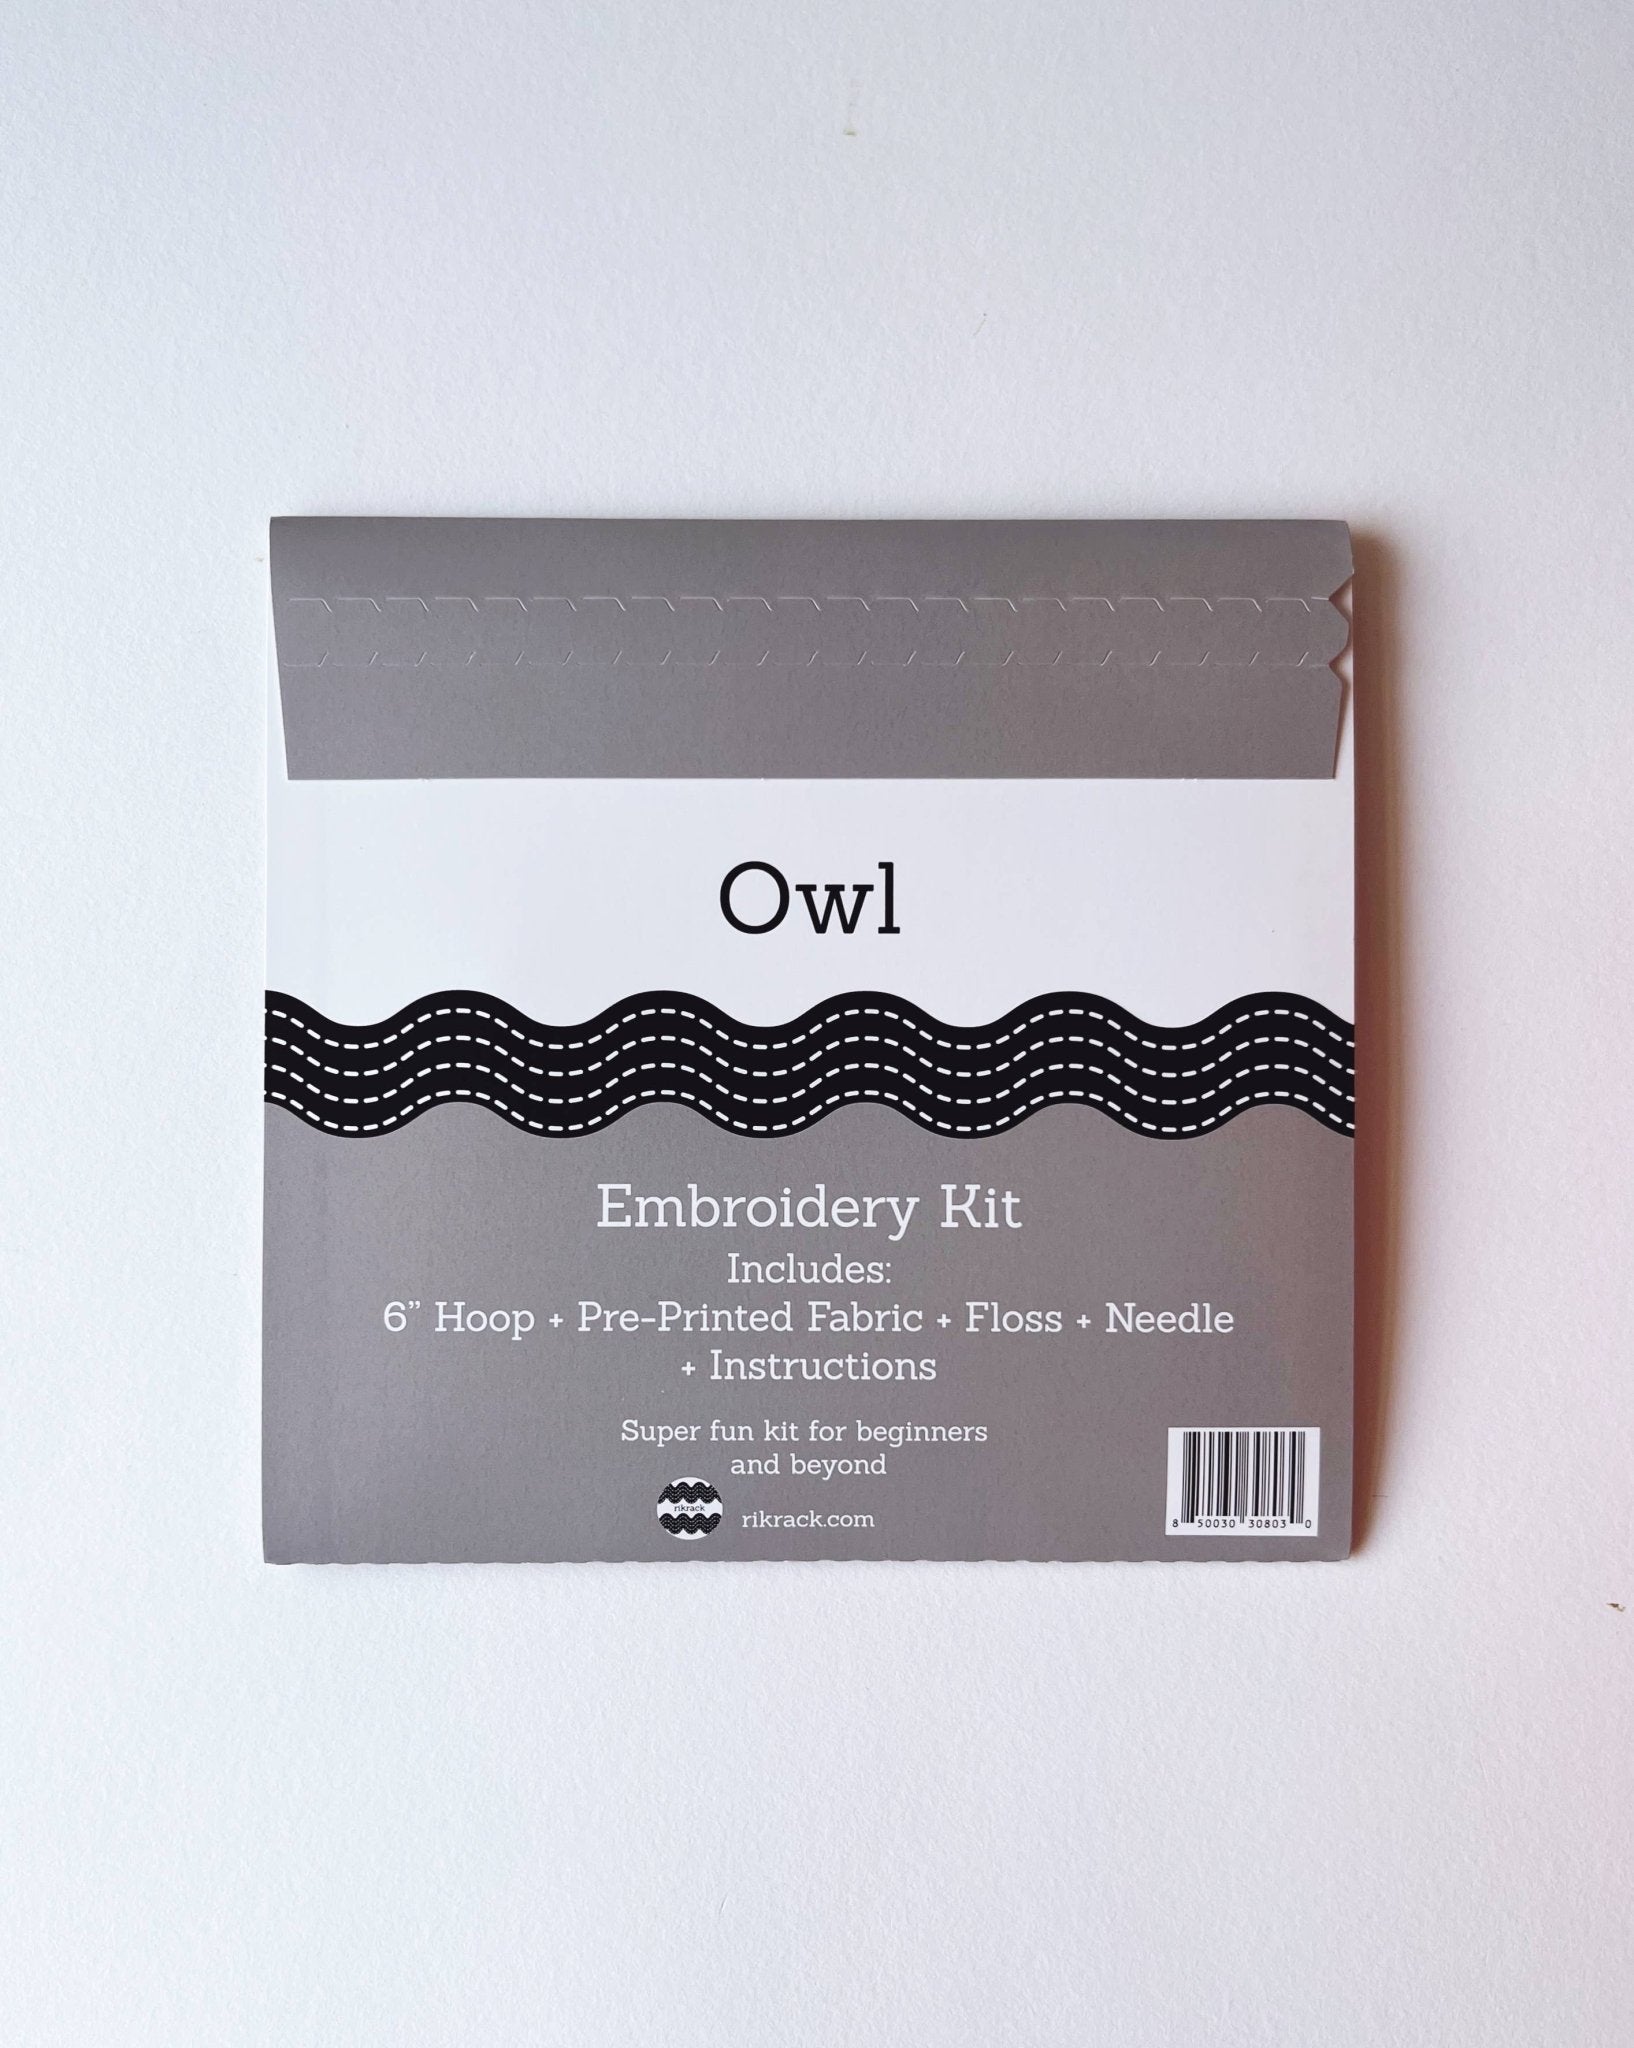 Owl
Embroidery Kit
Includes:
6” Hoop + Pre-Printed Fabric + Floss + Needle
+ Instructions
Super fun kit for beginners
and beyond
rikrack
rikrack.com
8 50030 30803 0